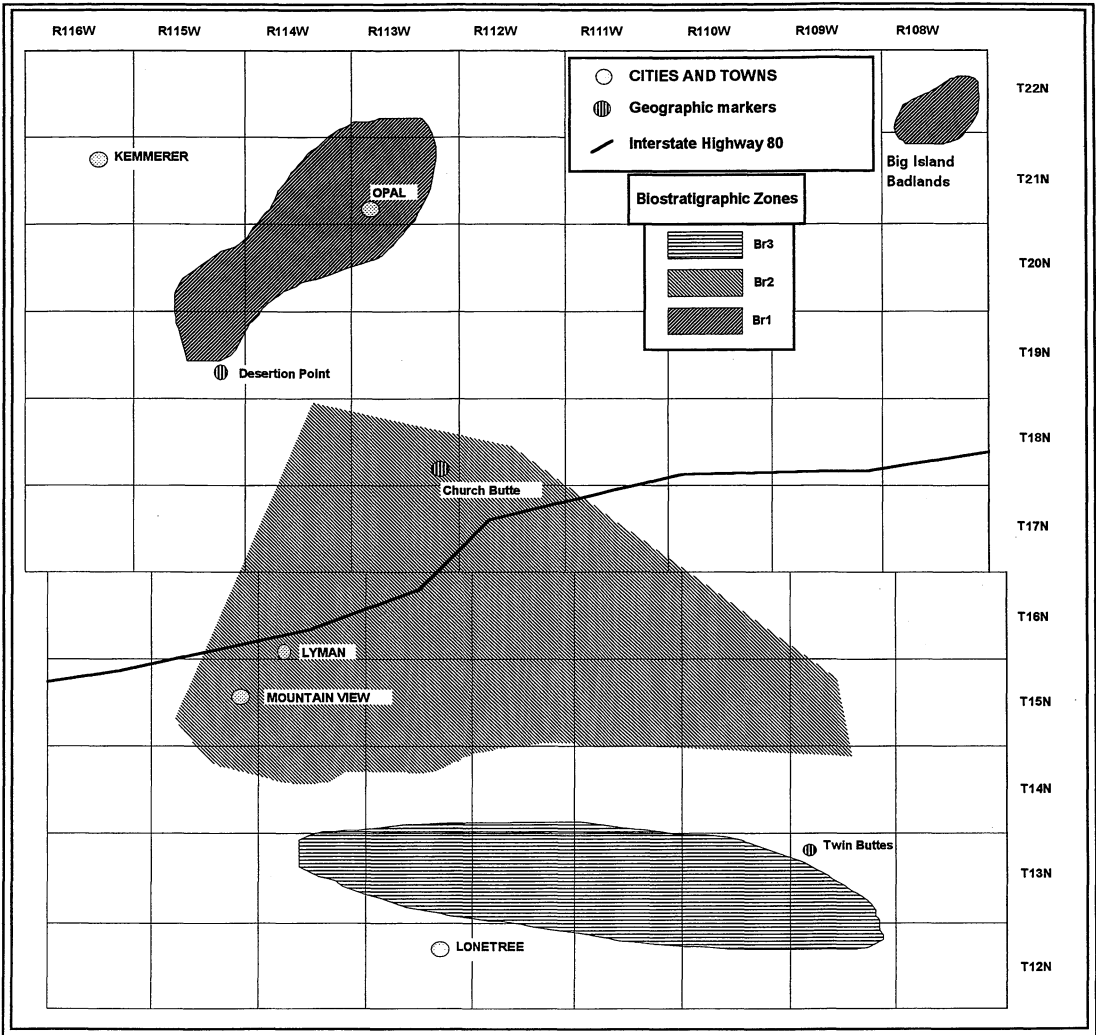 R116W R115W R114W R113W R112W R111W R110W R109W R108W
CITIES AND TOWNS
Geographic markers
Interstate Highway 80
T22N
KEMMERER
Big Island
Badlands
T21N
OPAL
Biostratigraphic Zones
Br3
Br2
Br1
T20N
T19N
Desertion Point
T18N
Church Butte
T17N
T16N
LYMAN
MOUNTAIN VIEW
T15N
T14N
Twin Buttes
T13N
LONETREE
T12N